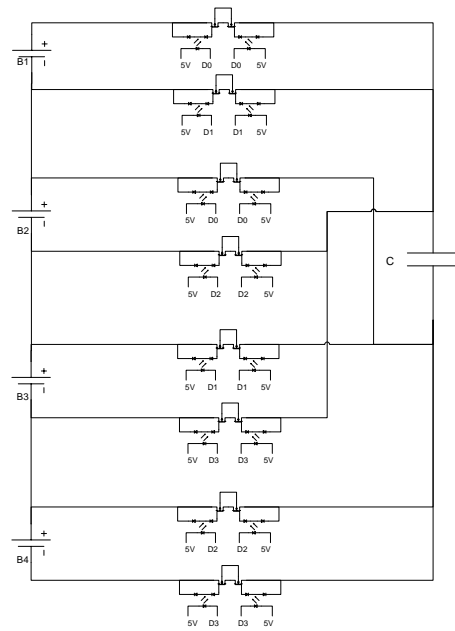 +
B1
−
5V D0 D0 5V
5V D1 D1 5V
+
B2
−
5V D0 D0 5V
5V D2 D2 5V
C
+
B3
−
5V D1 D1 5V
5V D3 D3 5V
+
B4
−
5V D2 D2 5V
5V D3 D3 5V